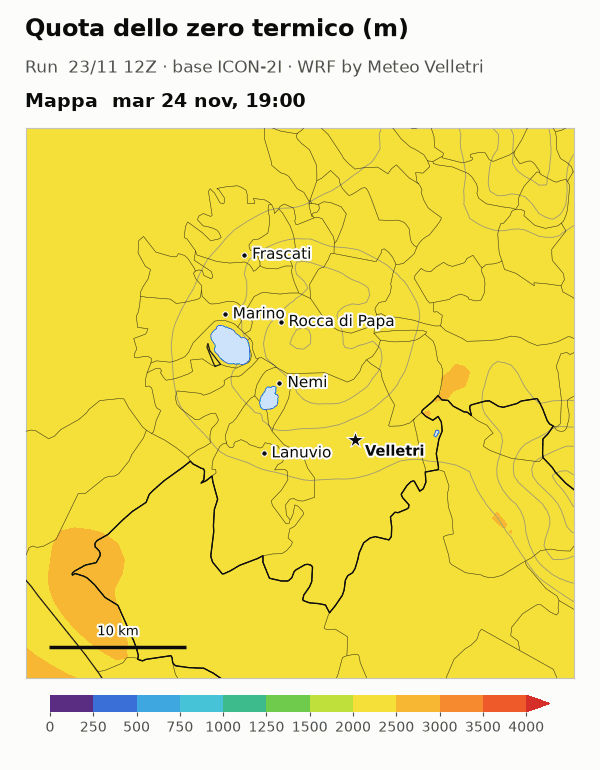 Quota dello zero termico (m)
Run  23/11 12Z · base ICON-2I · WRF by Meteo Velletri
Mappa  mar 24 nov, 19:00
Frascati
Marino
Rocca di Papa
Nemi
Velletri
Lanuvio
10 km
0 250 500 750 1000 1250 1500 2000 2500 3000 3500 4000